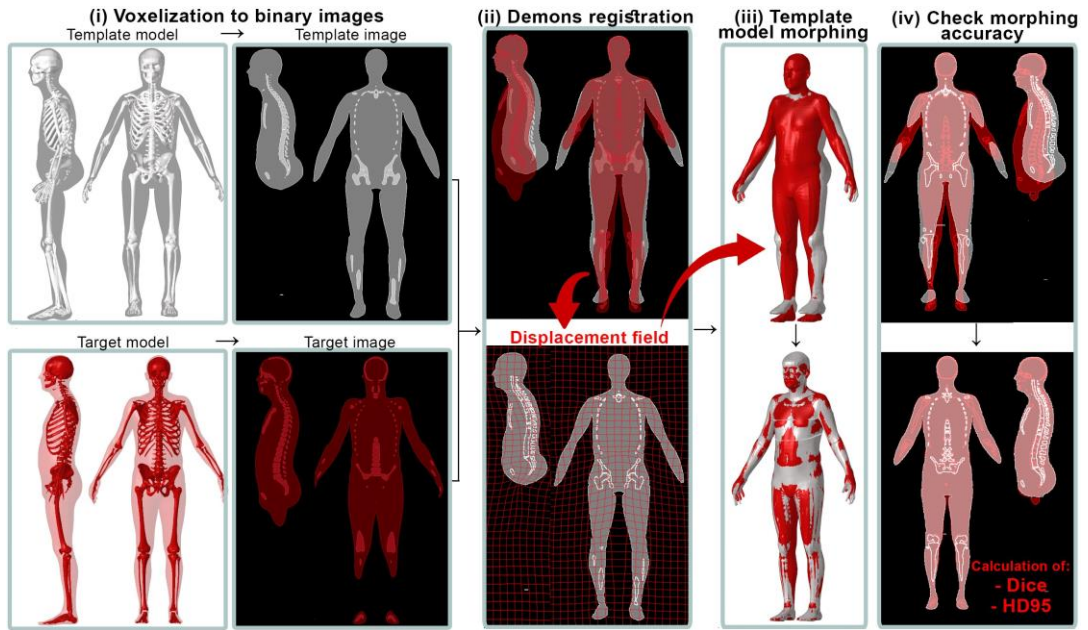 (i) Voxelization to binary images
Template model → Template image
Target model → Target image
(ii) Demons registration
Displacement field
(iii) Template
model morphing
(iv) Check morphing
accuracy
Calculation of:
- Dice
- HD95